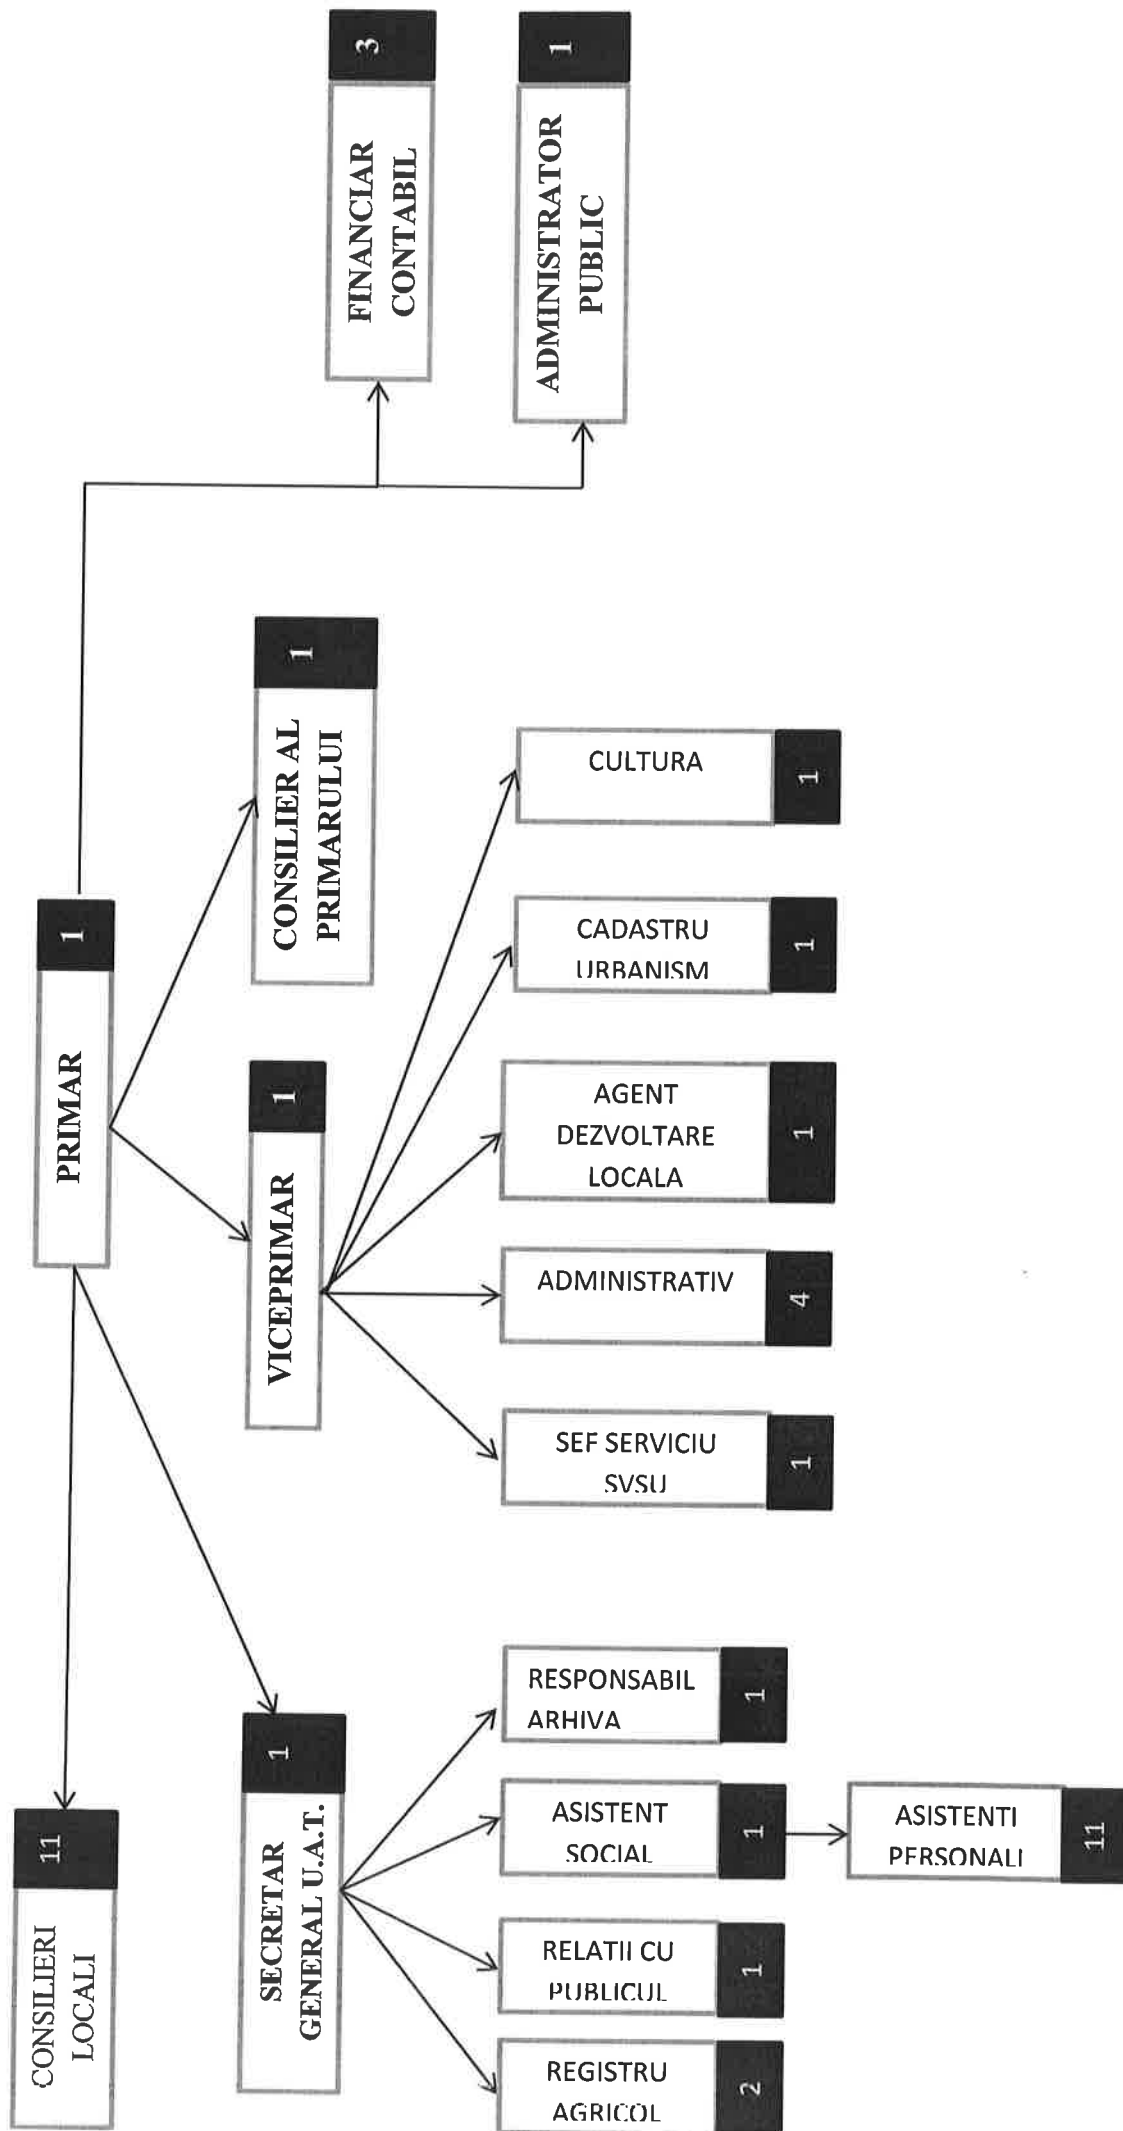 CONSILIERI
LOCALI
11
PRIMAR
1
FINANCIAR
CONTABIL
3
ADMINISTRATOR
PUBLIC
1
CONSILIER AL
PRIMARULUI
1
VICEPRIMAR
1
SECRETAR
GENERAL U.A.T.
1
REGISTRU
AGRICOL
2
RELATII CU
PUBLICUL
1
ASISTENT
SOCIAL
1
RESPONSABIL
ARHIVA
1
SEF SERVICIU
SVSU
1
ADMINISTRATIV
4
AGENT
DEZVOLTARE
LOCALA
1
CADASTRU
URBANISM
1
CULTURA
1
ASISTENTI
PERSONALI
11